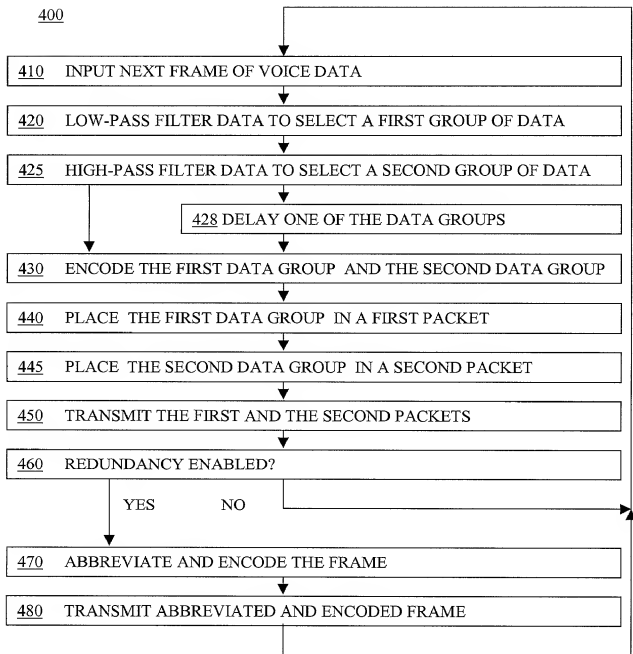 400
410 INPUT NEXT FRAME OF VOICE DATA
420 LOW-PASS FILTER DATA TO SELECT A FIRST GROUP OF DATA
425 HIGH-PASS FILTER DATA TO SELECT A SECOND GROUP OF DATA
428 DELAY ONE OF THE DATA GROUPS
430 ENCODE THE FIRST DATA GROUP AND THE SECOND DATA GROUP
440 PLACE THE FIRST DATA GROUP IN A FIRST PACKET
445 PLACE THE SECOND DATA GROUP IN A SECOND PACKET
450 TRANSMIT THE FIRST AND THE SECOND PACKETS
460 REDUNDANCY ENABLED?
YES NO
470 ABBREVIATE AND ENCODE THE FRAME
480 TRANSMIT ABBREVIATED AND ENCODED FRAME